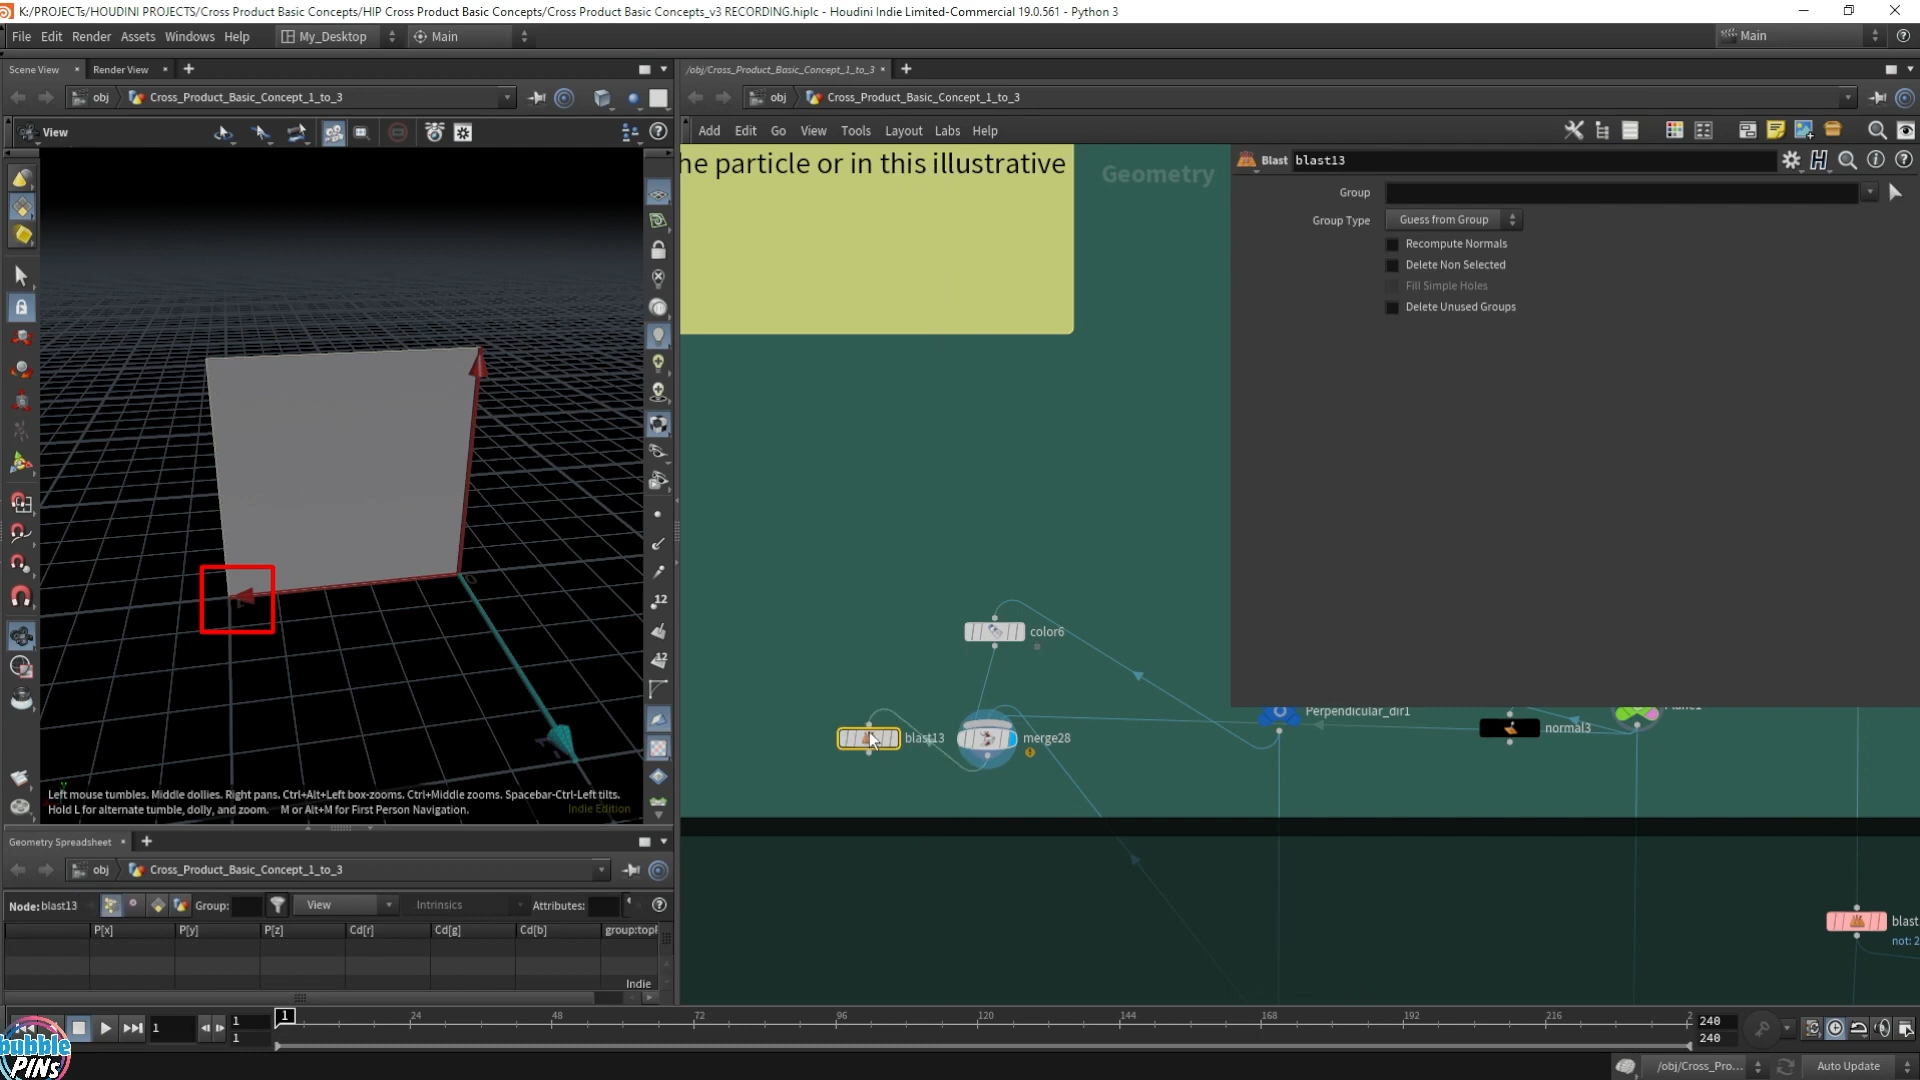 K:/PROJECTs/HOUDINI PROJECTS/Cross Product Basic Concepts/HIP Cross Product Basic Concepts/Cross Product Basic Concepts_v3 RECORDING.hiplc - Houdini Indie Limited-Commercial 19.0.561 - Python 3
File Edit Render Assets Windows Help My_Desktop Main Main
Scene View Render View /obj/Cross_Product_Basic_Concept_1_to_3
obj Cross_Product_Basic_Concept_1_to_3 obj Cross_Product_Basic_Concept_1_to_3
View
Add Edit Go View Tools Layout Labs Help
he particle or in this illustrative
Geometry
Blast blast13
Group
Group Type Guess from Group
Recompute Normals
Delete Non Selected
Fill Simple Holes
Delete Unused Groups
12
12
color6
Perpendicular_dir1
normal3
blast13
merge28
Left mouse tumbles. Middle dollies. Right pans. Ctrl+Alt+Left box-zooms. Ctrl+Middle zooms. Spacebar-Ctrl-Left tilts.
Hold L for alternate tumble, dolly, and zoom. M or Alt+M for First Person Navigation.
Indie Edition
Geometry Spreadsheet
obj Cross_Product_Basic_Concept_1_to_3
Node: blast13 Group: View Intrinsics Attributes:
P[x] P[y] P[z] Cd[r] Cd[g] Cd[b] group:topl
Indie
blast
not: 2
1 1 1 24 48 72 96 120 144 168 192 216 2 240
1 240
bubble
PINs
/obj/Cross_Pro... Auto Update